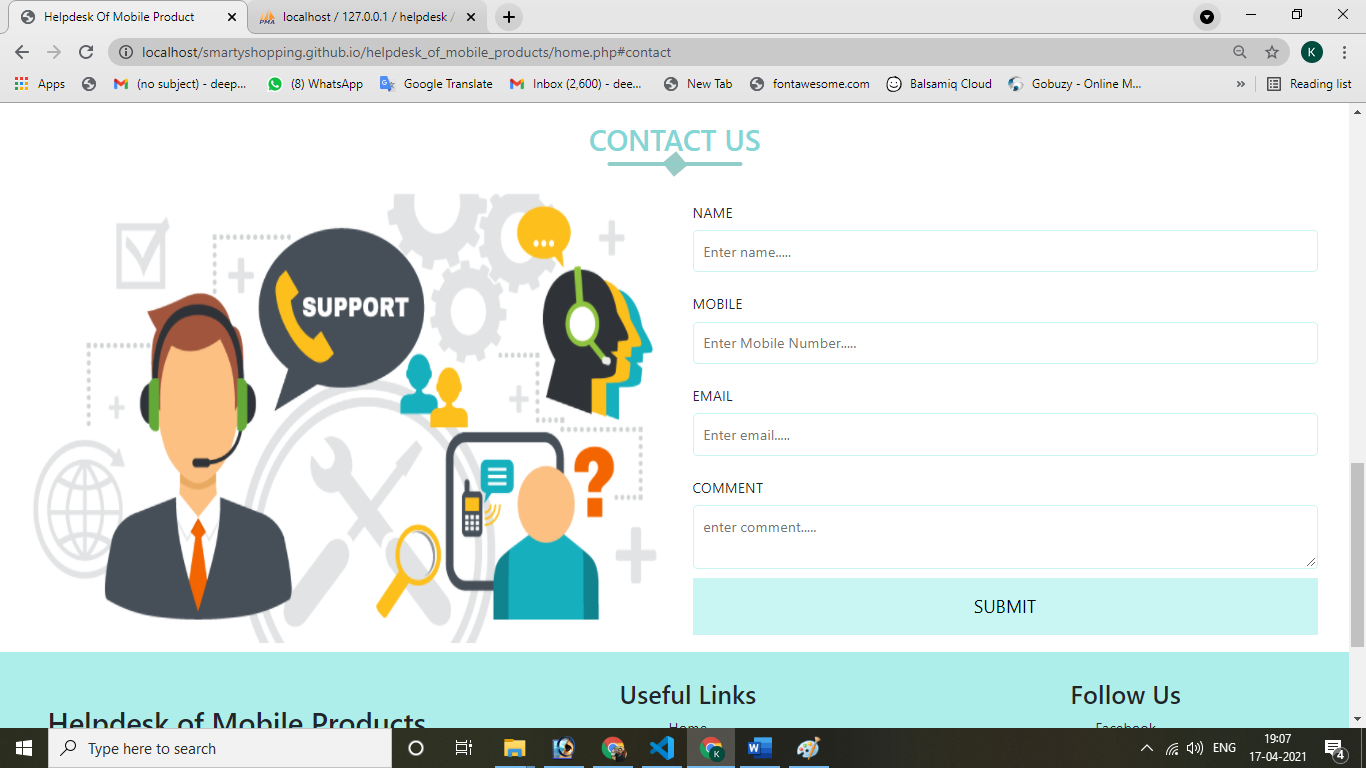 Helpdesk Of Mobile Product
localhost / 127.0.0.1 / helpdesk /
localhost/smartyshopping.github.io/helpdesk_of_mobile_products/home.php#contact
K
Apps
(no subject) - deep...
(8) WhatsApp
Google Translate
Inbox (2,600) - dee...
New Tab
fontawesome.com
Balsamiq Cloud
Gobuzy - Online M...
»
Reading list
CONTACT US
SUPPORT
?
NAME
Enter name.....
MOBILE
Enter Mobile Number.....
EMAIL
Enter email.....
COMMENT
enter comment.....
SUBMIT
Helpdesk of Mobile Products
Useful Links
Home
Follow Us
Facebook
Type here to search
ENG
19:07
17-04-2021
4